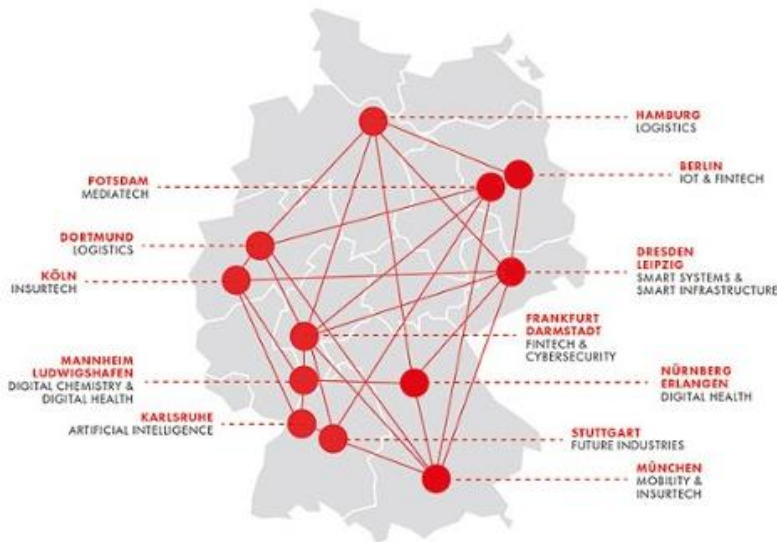 HAMBURG
LOGISTICS
BERLIN
IOT & FINTECH
POTSDAM
MEDIATECH
DORTMUND
LOGISTICS
KÖLN
INSURTECH
DRESDEN
LEIPZIG
SMART SYSTEMS &
SMART INFRASTRUCTURE
FRANKFURT
DARMSTADT
FINTECH &
CYBERSECURITY
MANNHEIM
LUDWIGSHAFEN
DIGITAL CHEMISTRY &
DIGITAL HEALTH
NÜRNBERG
ERLANGEN
DIGITAL HEALTH
KARLSRUHE
ARTIFICIAL INTELLIGENCE
STUTTGART
FUTURE INDUSTRIES
MÜNCHEN
MOBILITY &
INSURTECH